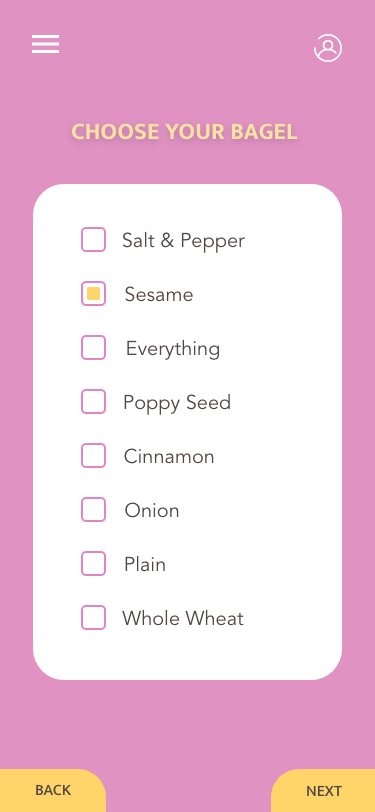 CHOOSE YOUR BAGEL
Salt & Pepper
Sesame
Everything
Poppy Seed
Cinnamon
Onion
Plain
Whole Wheat
BACK
NEXT